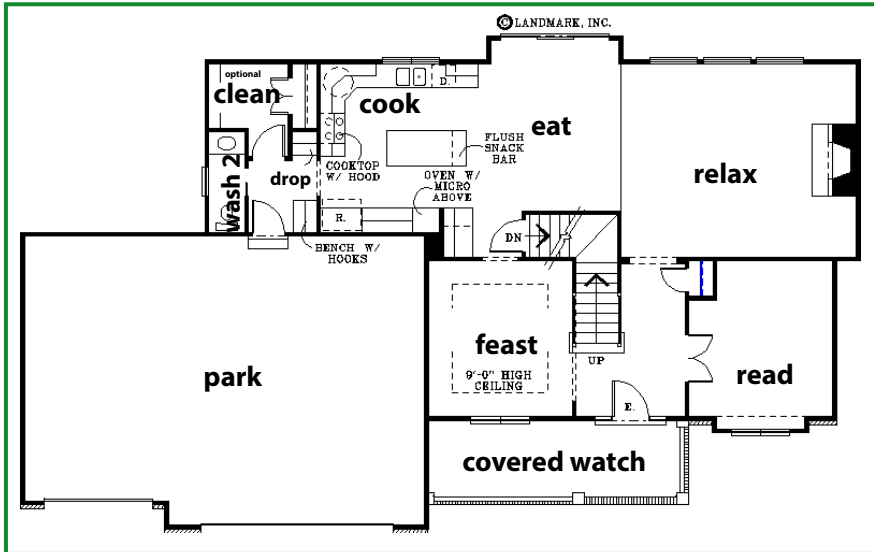 © LANDMARK, INC.
optional
clean
cook
D.
eat
FLUSH
SNACK
BAR
relax
wash 2
drop
COOKTOP
W/ HOOD
OVEN W/
MICRO
ABOVE
R.
DN
BENCH W/
HOOKS
park
feast
9'-0" HIGH
CEILING
UP
read
E.
covered watch